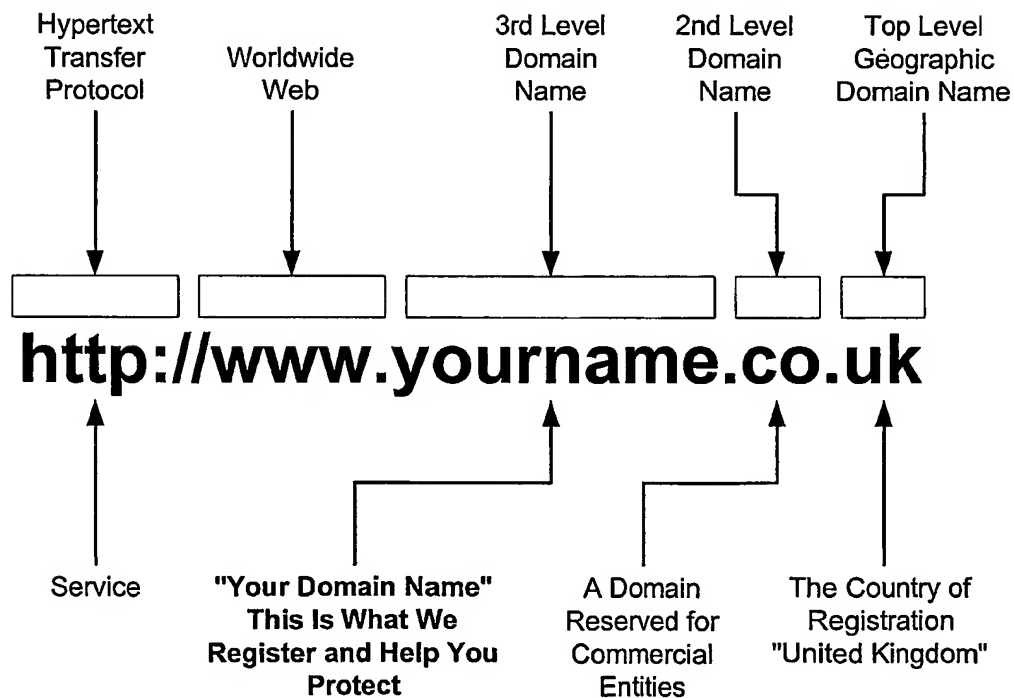 Hypertext
Transfer
Protocol
Worldwide
Web
3rd Level
Domain
Name
2nd Level
Domain
Name
Top Level
Geographic
Domain Name
http://www.yourname.co.uk
Service
"Your Domain Name"
This Is What We
Register and Help You
Protect
A Domain
Reserved for
Commercial
Entities
The Country of
Registration
"United Kingdom"